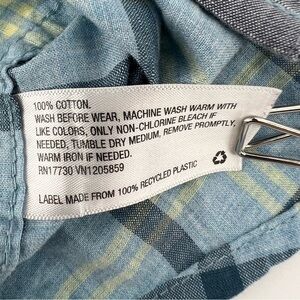 100% COTTON.
WASH BEFORE WEAR, MACHINE WASH WARM WITH
LIKE COLORS, ONLY NON-CHLORINE BLEACH IF
NEEDED, TUMBLE DRY MEDIUM, REMOVE PROMPTLY,
WARM IRON IF NEEDED.
RN17730 VN1205859
LABEL MADE FROM 100% RECYCLED PLASTIC